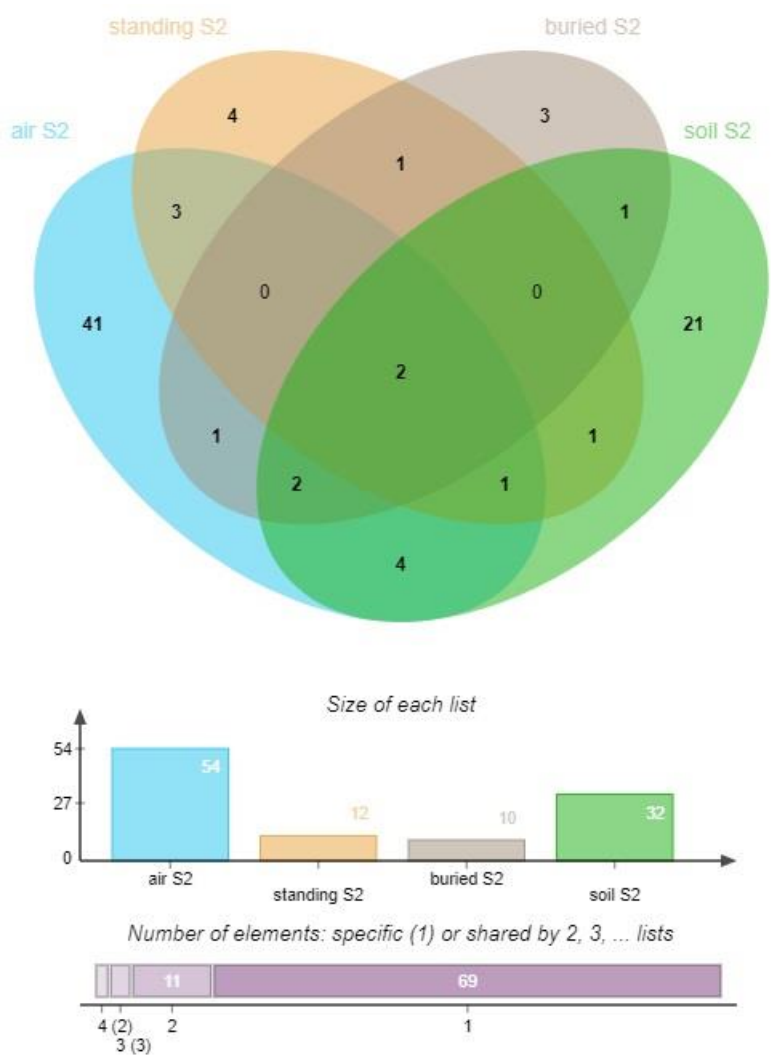 standing S2
buried S2
air S2
soil S2
4
3
1
3
1
0
0
41
21
2
1
1
2
1
4
Size of each list
54
27
0
54
12
10
32
air S2
standing S2
buried S2
soil S2
Number of elements: specific (1) or shared by 2, 3, ... lists
11
69
4 (2)
3 (3)
2
1